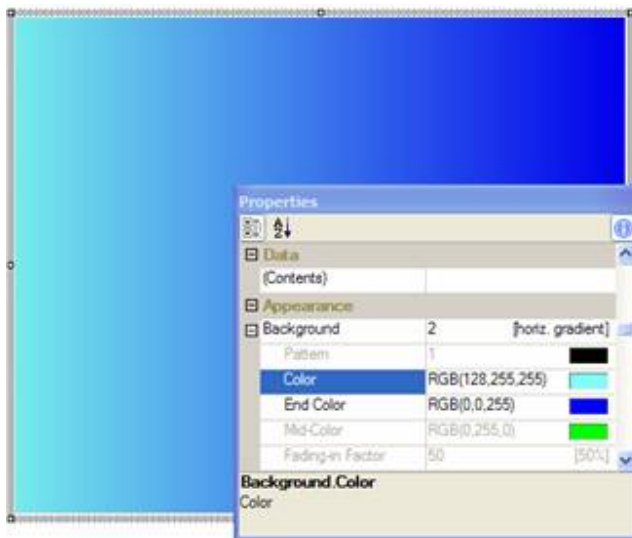 Properties
Data
(Contents)
Appearance
Background 2 [horiz. gradient]
Pattern 1
Color RGB(128,255,255)
End Color RGB(0,0,255)
Mid-Color RGB(0,255,0)
Fading-in Factor 50 [50%]
Background.Color
Color